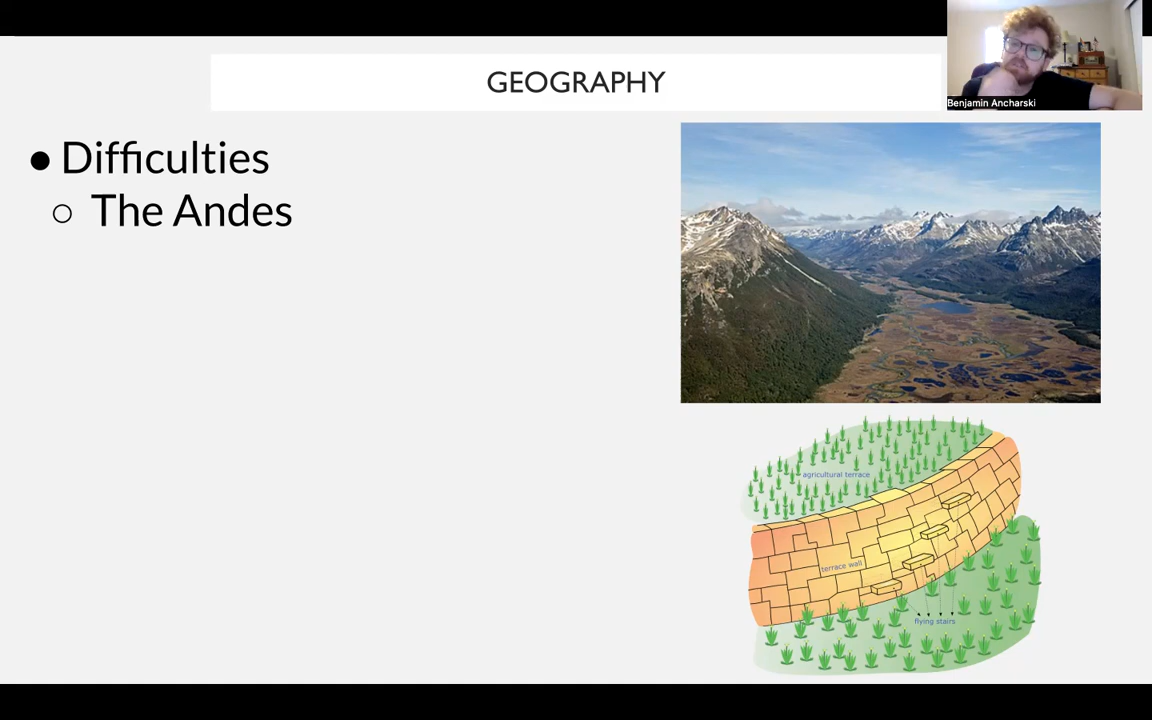 GEOGRAPHY
Benjamin Ancharski
● Difficulties
○ The Andes
agricultural terrace
terrace wall
flying stairs